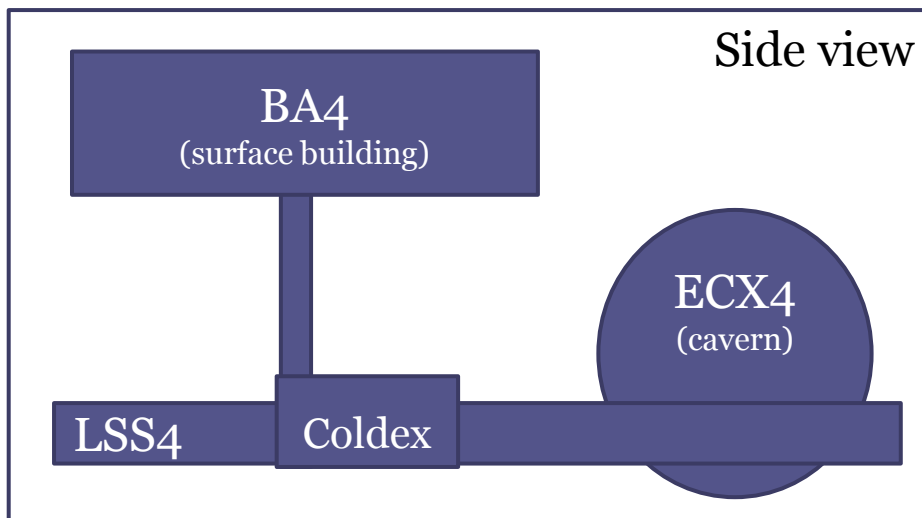 Side view
BA4
(surface building)
ECX4
(cavern)
LSS4
Coldex